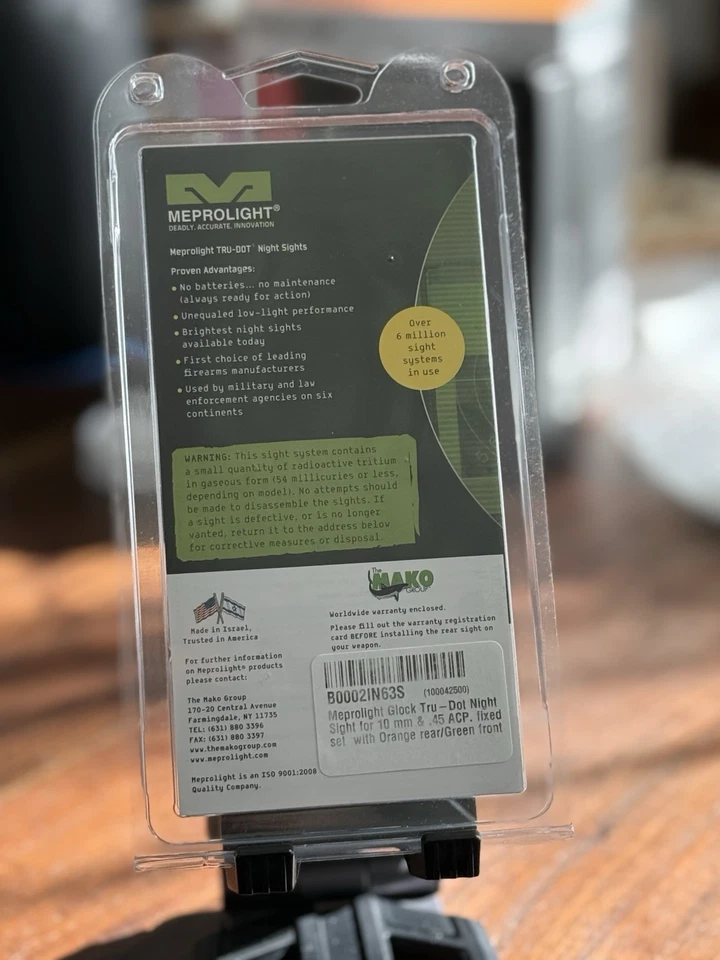 MEPROLIGHT®
DEADLY. ACCURATE. INNOVATION
Meprolight TRU-DOT™ Night Sights
Proven Advantages:
• No batteries... no maintenance
(always ready for action)
• Unequaled low-light performance
• Brightest night sights
available today
• First choice of leading
firearms manufacturers
• Used by military and law
enforcement agencies on six
continents
Over
6 million
sight
systems
in use
WARNING: This sight system contains
a small quantity of radioactive tritium
in gaseous form (54 millicuries or less,
depending on model). No attempts should
be made to disassemble the sights. If
a sight is defective, or is no longer
wanted, return it to the address below
for corrective measures or disposal.
The
MAKO
GROUP
Made in Israel,
Trusted in America
Worldwide warranty enclosed.
Please fill out the warranty registration
card BEFORE installing the rear sight on
your weapon.
For further information
on Meprolight® products
please contact:
The Mako Group
170-20 Central Avenue
Farmingdale, NY 11735
TEL: (631) 880 3396
FAX: (631) 880 3397
www.themakogroup.com
www.meprolight.com
Meprolight is an ISO 9001:2008
Quality Company.
B0002IN63S (100042500)
Meprolight Glock Tru-Dot Night
Sight for 10 mm & .45 ACP. fixed
set with Orange rear/Green front